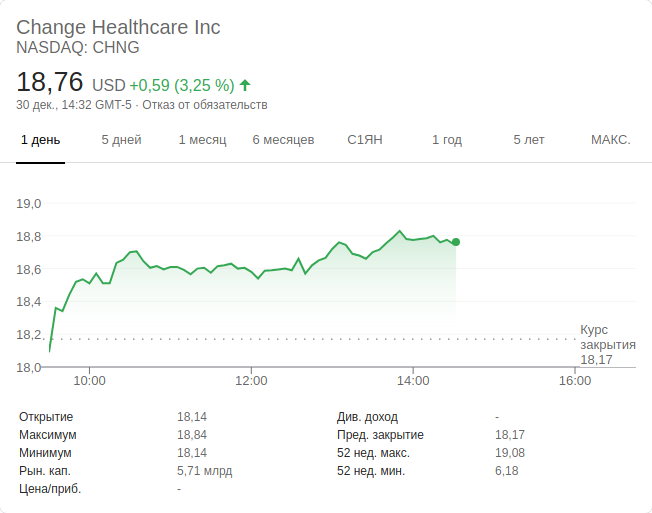 Change Healthcare Inc
NASDAQ: CHNG
18,76 USD +0,59 (3,25 %)
30 дек., 14:32 GMT-5 · Отказ от обязательств
1 день 5 дней 1 месяц 6 месяцев С1ЯН 1 год 5 лет МАКС.
19,0
18,8
18,6
18,4
18,2
18,0
Курс
закрытия
18,17
10:00 12:00 14:00 16:00
Открытие 18,14 Див. доход -
Максимум 18,84 Пред. закрытие 18,17
Минимум 18,14 52 нед. макс. 19,08
Рын. кап. 5,71 млрд 52 нед. мин. 6,18
Цена/приб. -